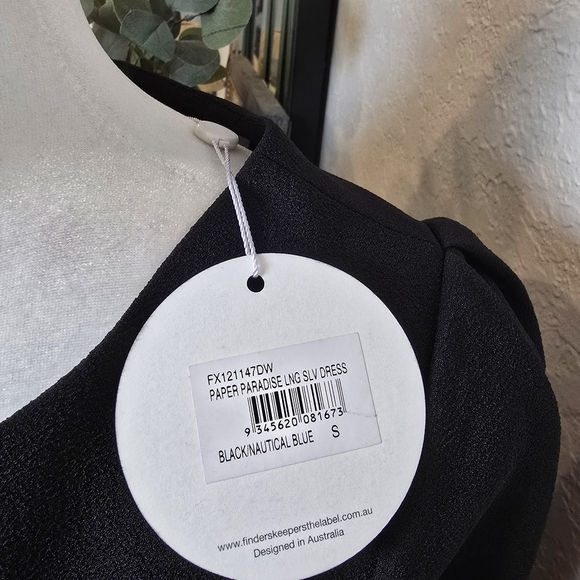 FX121147DW
PAPER PARADISE LNG SLV DRESS
9 345620 081673
BLACK/NAUTICAL BLUE S
www.finderskeepersthelabel.com.au
Designed in Australia